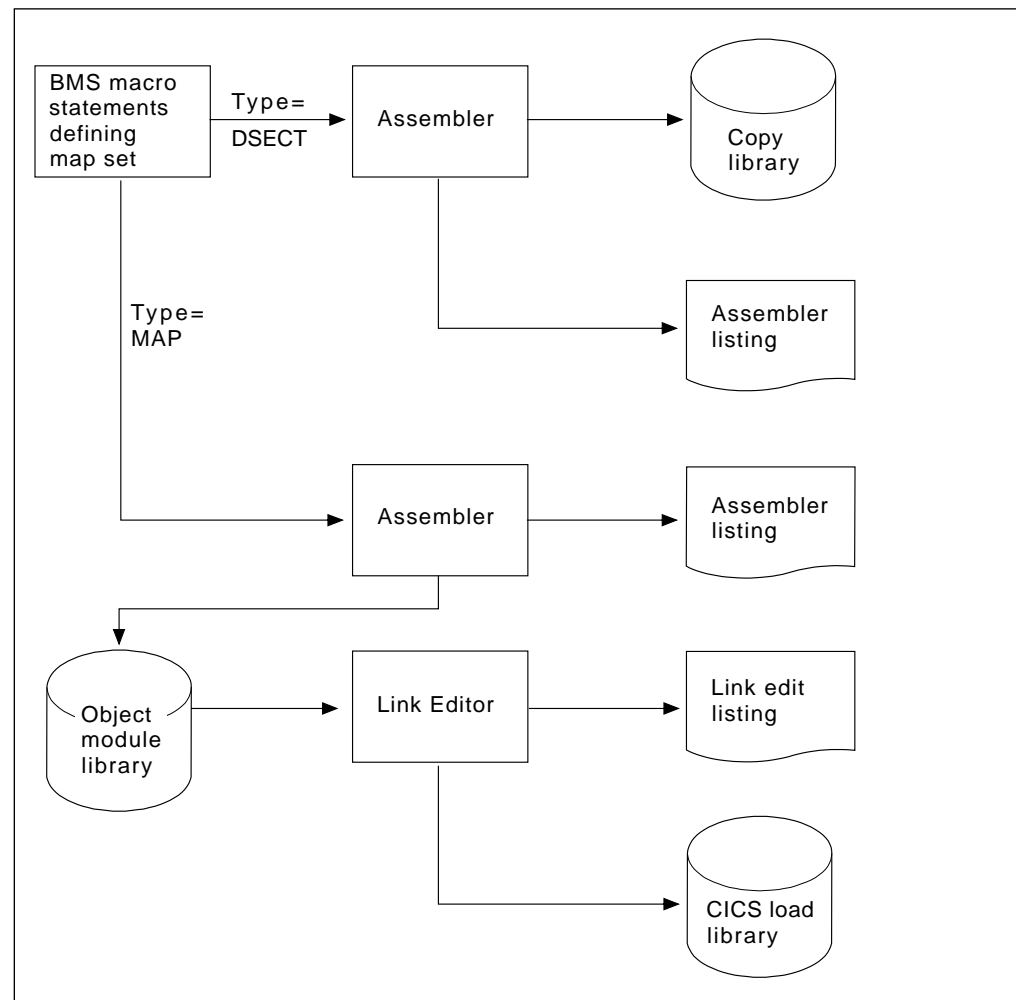 BMS macro
statements
defining
map set
Type=
DSECT
Assembler
Copy
library
Assembler
listing
Type=
MAP
Assembler
Assembler
listing
Object
module
library
Link Editor
Link edit
listing
CICS load
library